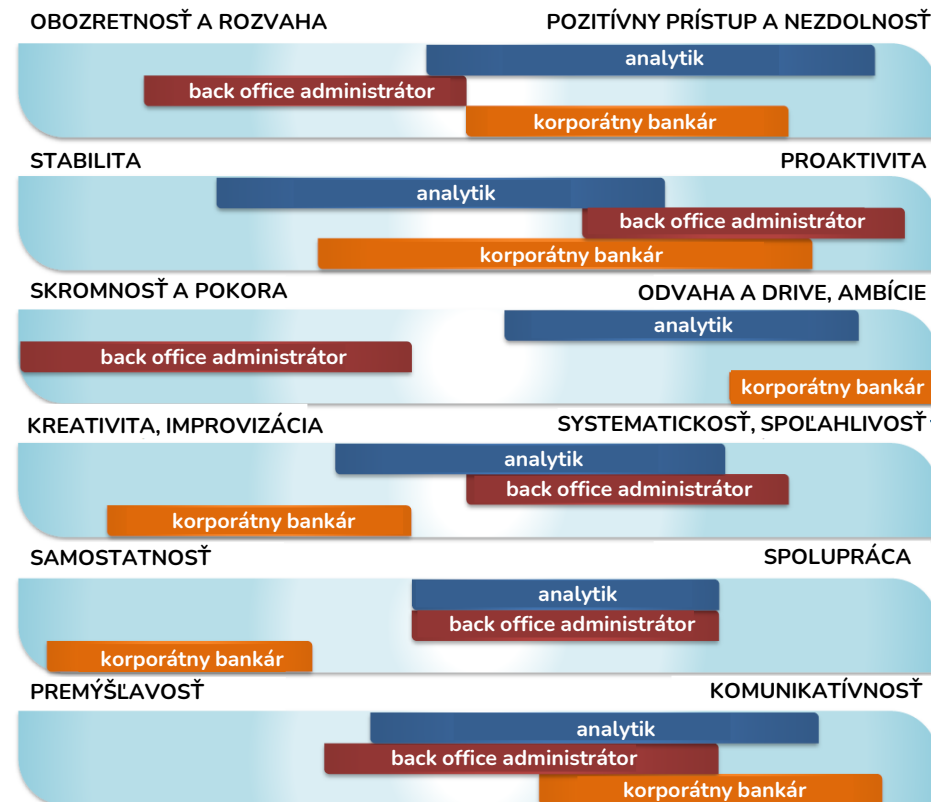 OBOZRETNOSŤ A ROZVAHA POZITÍVNY PRÍSTUP A NEZDOLNOSŤ
analytik
back office administrátor
korporátny bankár
STABILITA PROAKTIVITA
analytik
back office administrátor
korporátny bankár
SKROMNOSŤ A POKORA ODVAHA A DRIVE, AMBÍCIE
analytik
back office administrátor
korporátny bankár
KREATIVITA, IMPROVIZÁCIA SYSTEMATICKOSŤ, SPOĽAHLIVOSŤ
analytik
back office administrátor
korporátny bankár
SAMOSTATNOSŤ SPOLUPRÁCA
analytik
back office administrátor
korporátny bankár
PREMÝŠĽAVOSŤ KOMUNIKATÍVNOSŤ
analytik
back office administrátor
korporátny bankár